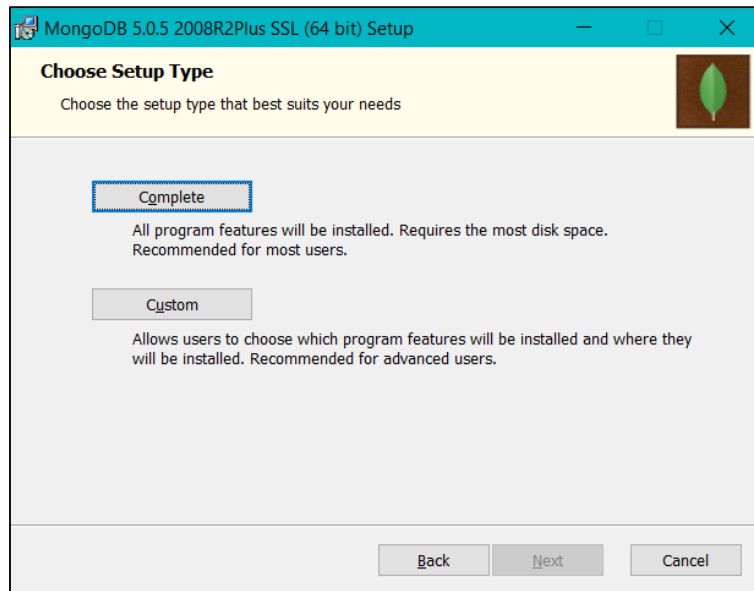 MongoDB 5.0.5 2008R2Plus SSL (64 bit) Setup
Choose Setup Type
Choose the setup type that best suits your needs
Complete
All program features will be installed. Requires the most disk space.
Recommended for most users.
Custom
Allows users to choose which program features will be installed and where they
will be installed. Recommended for advanced users.
Back Next Cancel